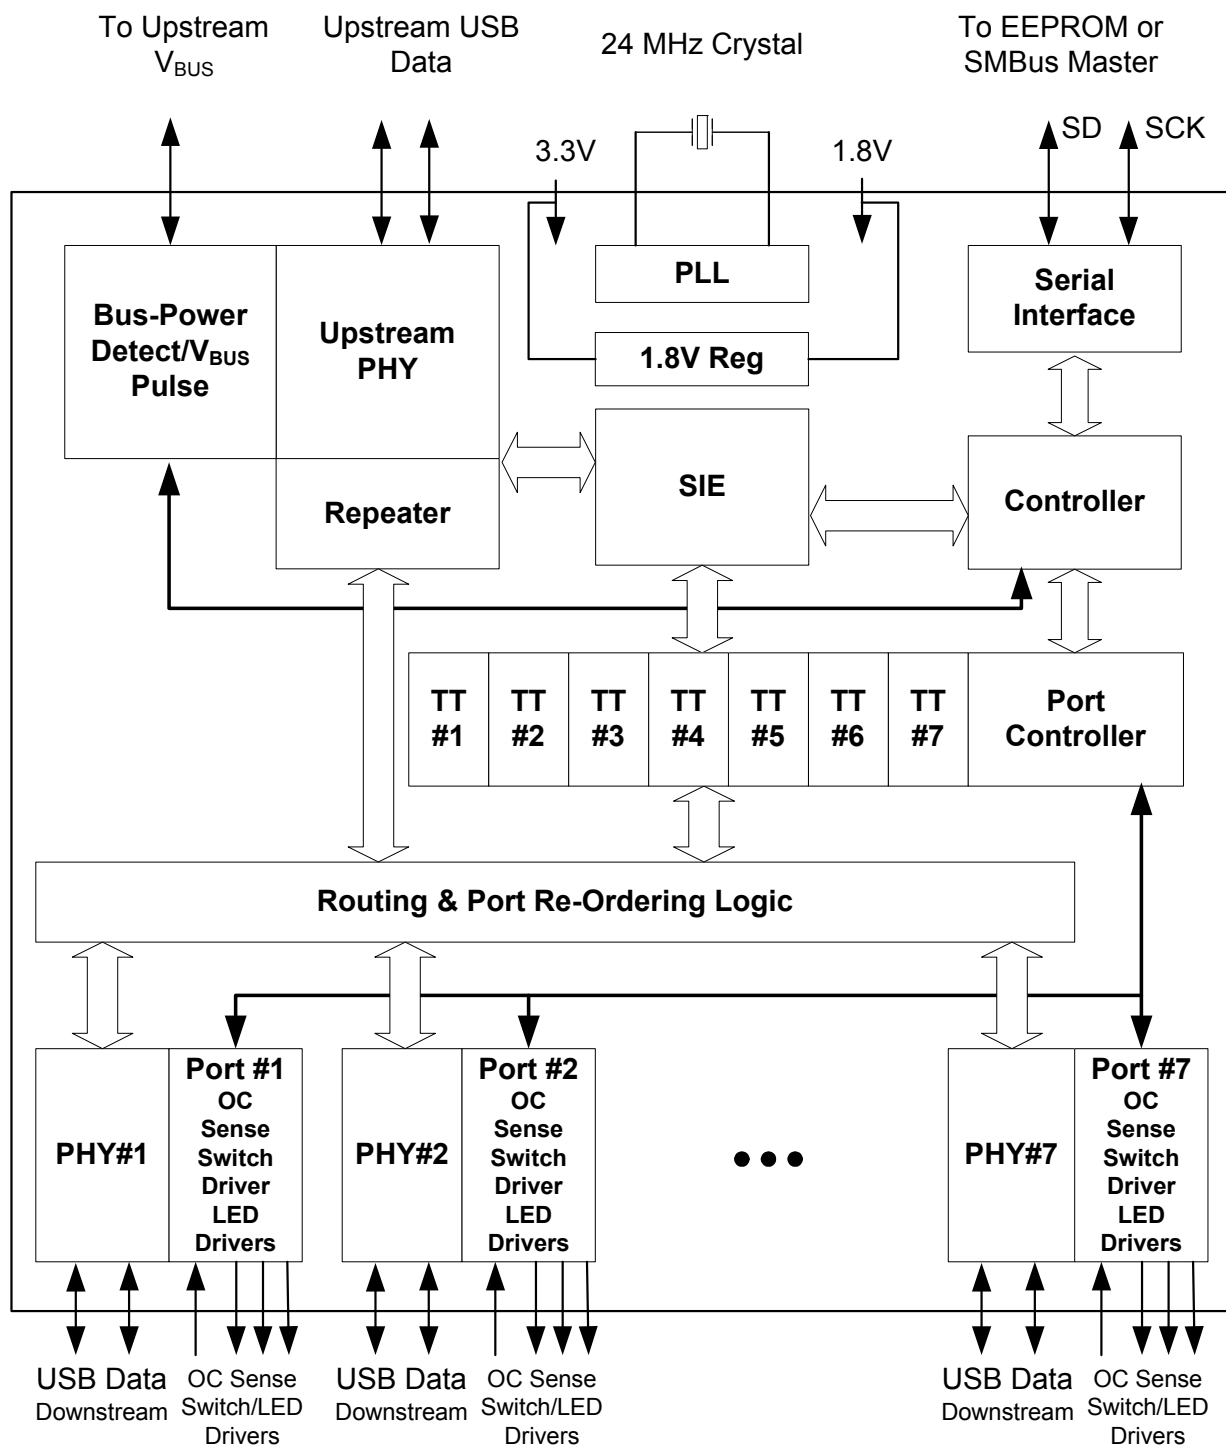 To Upstream
VBUS
Upstream USB
Data
24 MHz Crystal
To EEPROM or
SMBus Master
3.3V
1.8V
SD
SCK
Bus-Power
Detect/VBUS
Pulse
Upstream
PHY
PLL
1.8V Reg
Serial
Interface
Repeater
SIE
Controller
TT
#1
TT
#2
TT
#3
TT
#4
TT
#5
TT
#6
TT
#7
Port
Controller
Routing & Port Re-Ordering Logic
PHY#1
Port #1
OC
Sense
Switch
Driver
LED
Drivers
PHY#2
Port #2
OC
Sense
Switch
Driver
LED
Drivers
PHY#7
Port #7
OC
Sense
Switch
Driver
LED
Drivers
USB Data
Downstream
OC Sense
Switch/LED
Drivers
USB Data
Downstream
OC Sense
Switch/LED
Drivers
USB Data
Downstream
OC Sense
Switch/LED
Drivers